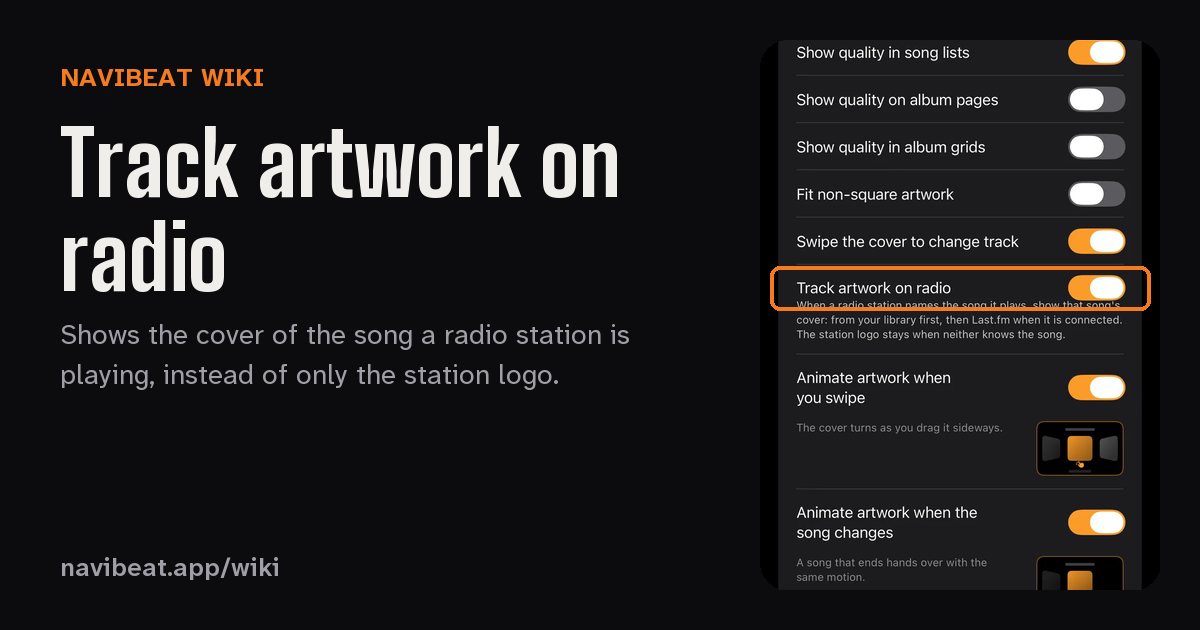 NAVIBEAT WIKI
Track artwork on
radio
Shows the cover of the song a radio station is
playing, instead of only the station logo.
navibeat.app/wiki
Show quality in song lists
Show quality on album pages
Show quality in album grids
Fit non-square artwork
Swipe the cover to change track
Track artwork on radio
When a radio station names the song it plays, show that song's
cover: from your library first, then Last.fm when it is connected.
The station logo stays when neither knows the song.
Animate artwork when
you swipe
The cover turns as you drag it sideways.
Animate artwork when the
song changes
A song that ends hands over with the
same motion.